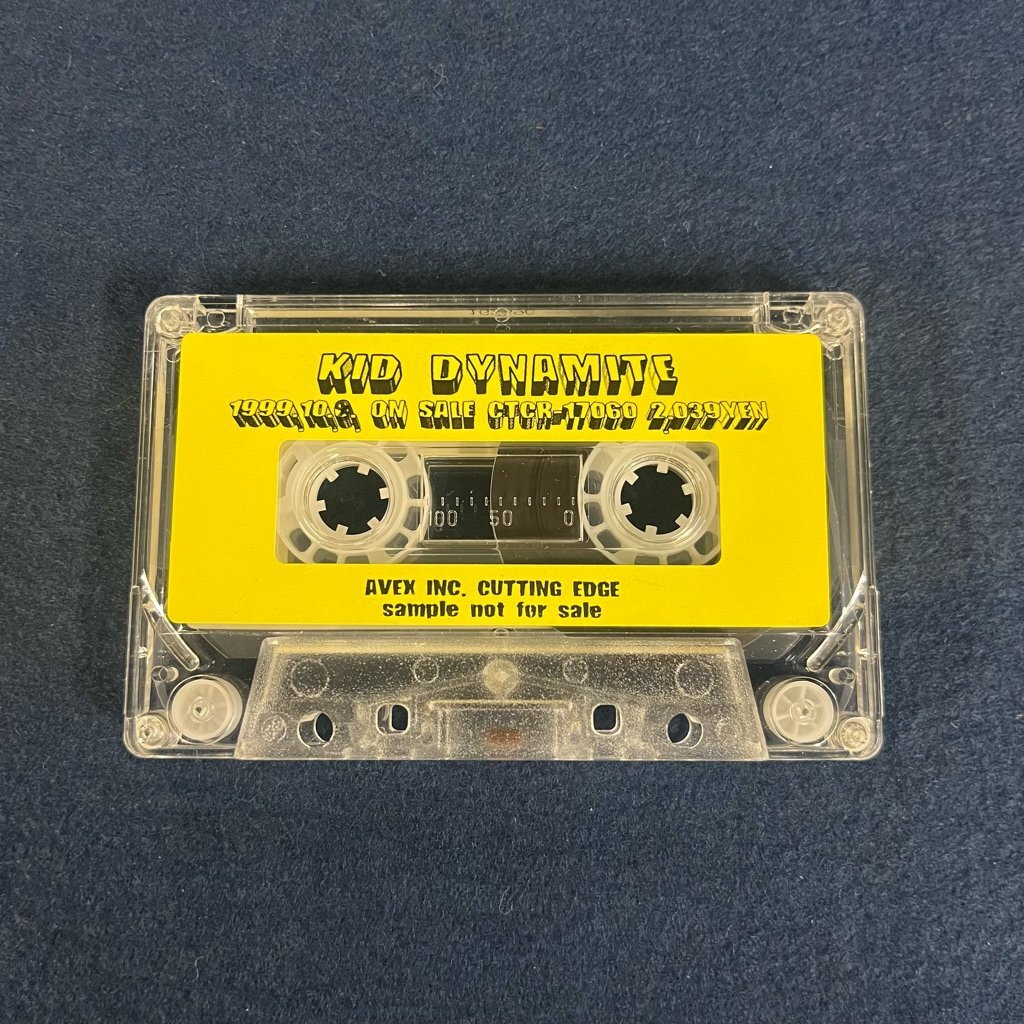 KID DYNAMITE
1999.10.9. ON SALE CTCR-17060 2,039YEN
100 50 0
AVEX INC. CUTTING EDGE
sample not for sale